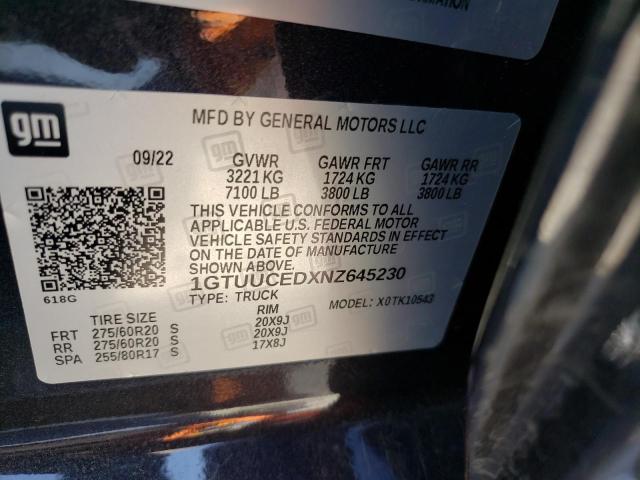 RMATION
gm
MFD BY GENERAL MOTORS LLC
09/22 GVWR GAWR FRT GAWR RR
3221 KG 1724 KG 1724 KG
7100 LB 3800 LB 3800 LB
THIS VEHICLE CONFORMS TO ALL
APPLICABLE U.S. FEDERAL MOTOR
VEHICLE SAFETY STANDARDS IN EFFECT
ON THE DATE OF MANUFACTURE
SHOWN ABOVE.
618G
1GTUUCEDXNZ645230
TYPE: TRUCK MODEL: X0TK10543
TIRE SIZE RIM
FRT 275/60R20 S 20X9J
RR 275/60R20 S 20X9J
SPA 255/80R17 S 17X8J